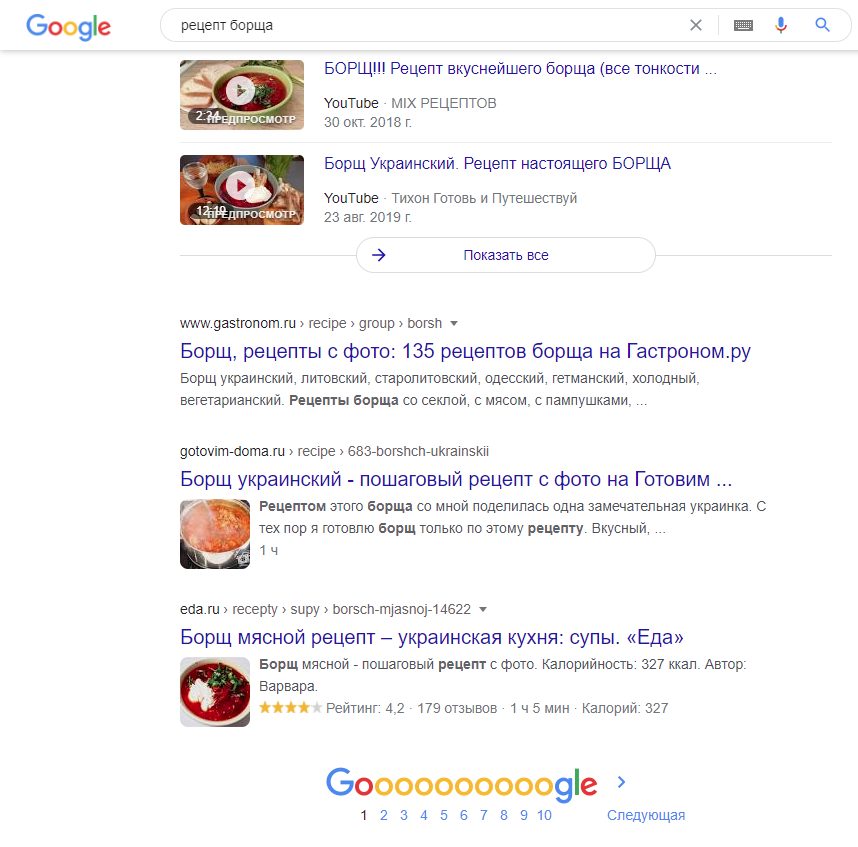 Google
рецепт борща
БОРЩ!!! Рецепт вкуснейшего борща (все тонкости ...
2:24
ПРЕДПРОСМОТР
YouTube · MIX РЕЦЕПТОВ
30 окт. 2018 г.
Борщ Украинский. Рецепт настоящего БОРЩА
12:19
ПРЕДПРОСМОТР
YouTube · Тихон Готовь и Путешествуй
23 авг. 2019 г.
Показать все
www.gastronom.ru › recipe › group › borsh
Борщ, рецепты с фото: 135 рецептов борща на Гастроном.ру
Борщ украинский, литовский, старолитовский, одесский, гетманский, холодный,
вегетарианский. Рецепты борща со секлой, с мясом, с пампушками, ...
gotovim-doma.ru › recipe › 683-borshch-ukrainskii
Борщ украинский - пошаговый рецепт с фото на Готовим ...
Рецептом этого борща со мной поделилась одна замечательная украинка. С
тех пор я готовлю борщ только по этому рецепту. Вкусный, ...
1 ч
eda.ru › recepty › supy › borsch-mjasnoj-14622
Борщ мясной рецепт – украинская кухня: супы. «Еда»
Борщ мясной - пошаговый рецепт с фото. Калорийность: 327 ккал. Автор:
Варвара.
Рейтинг: 4,2 · 179 отзывов · 1 ч 5 мин · Калорий: 327
Goooooooooogle
1 2 3 4 5 6 7 8 9 10 Следующая